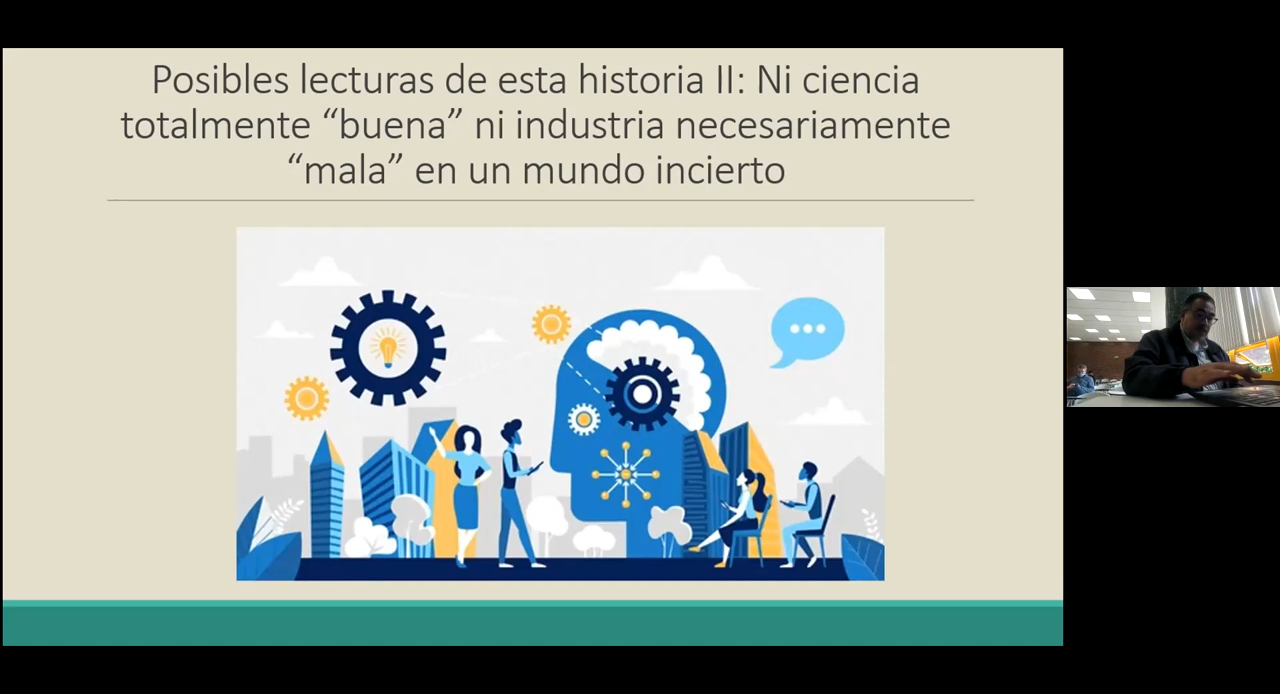 Posibles lecturas de esta historia II: Ni ciencia
totalmente “buena” ni industria necesariamente
“mala” en un mundo incierto